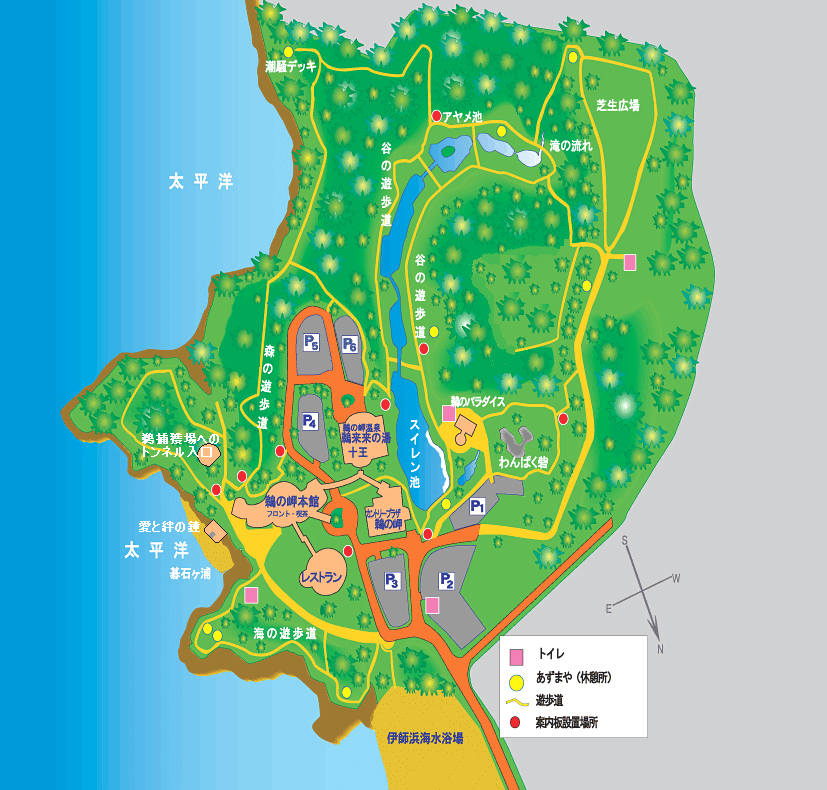 潮騒デッキ
アヤメ池
芝生広場
滝の流れ
太平洋
谷の遊歩道
谷の遊歩道
森の遊歩道
P5
P6
P4
鵜のパラダイス
鵜の岬温泉
鵜来来の湯
十王
スイレン池
わんぱく砦
鵜捕獲場への
トンネル入口
鵜の岬本館
フロント・喫茶
カントリープラザ
鵜の岬
P1
愛と絆の鐘
太平洋
碁石ヶ浦
レストラン
P3
P2
海の遊歩道
伊師浜海水浴場
S
W
E
N
トイレ
あずまや（休憩所）
遊歩道
案内板設置場所